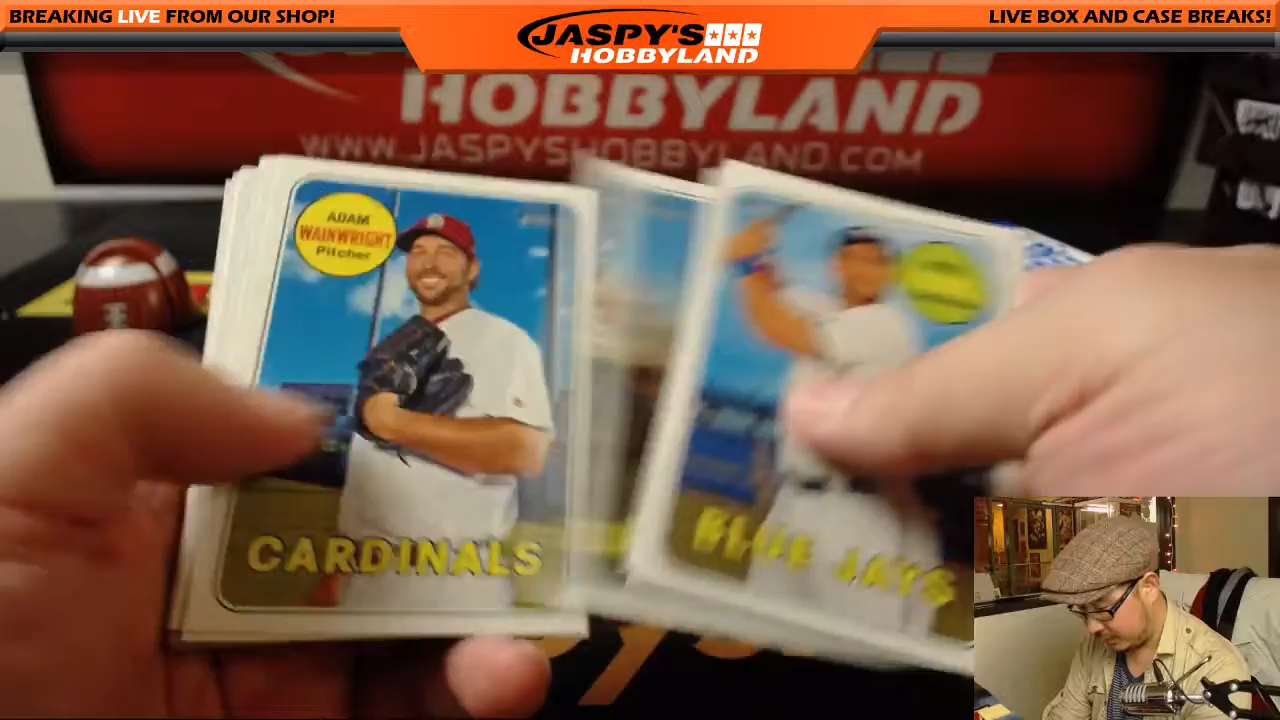 BREAKING LIVE FROM OUR SHOP!
JASPY'S
HOBBYLAND
LIVE BOX AND CASE BREAKS!
HOBBYLAND
WWW.JASPYSHOBBYLAND.COM
ADAM
WAINWRIGHT
Pitcher
CARDINALS
BLUE JAYS